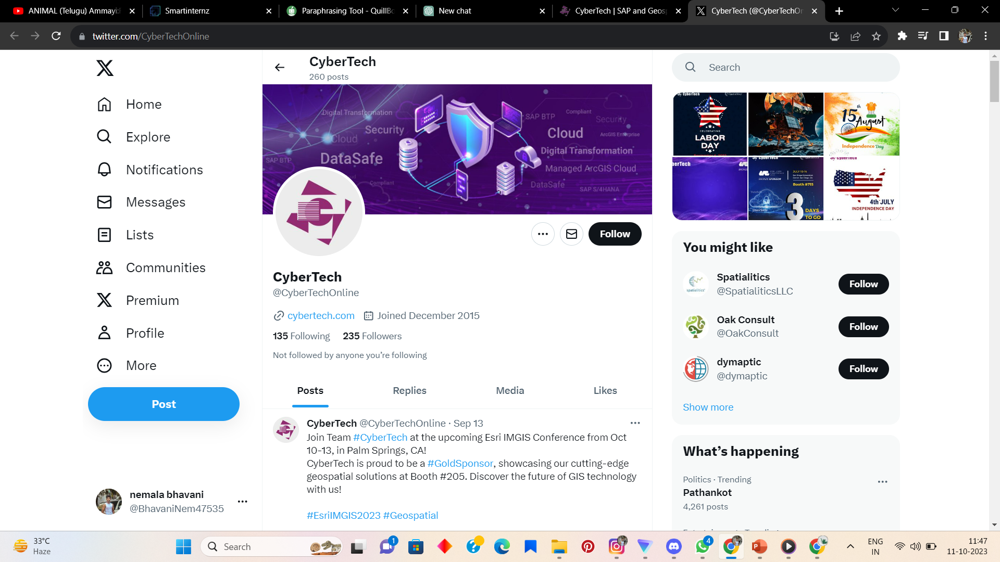 ANIMAL (Telugu) Ammayi:
Smartinternz
Paraphrasing Tool - QuillBo
New chat
CyberTech | SAP and Geosp
CyberTech (@CyberTechOn
twitter.com/CyberTechOnline
CyberTech
260 posts
Home
Explore
Notifications
Messages
Lists
Communities
Premium
Profile
More
Post
nemala bhavani
@BhavaniNem47535
Digital Transformation
Security
Cloud
DataSafe
SAP BTP
Compliant
SAP BTP
Compliant
Security
Cloud
ArcGIS Enterprise
Digital Transformation
Managed ArcGIS Cloud
DataSafe
SAP S/4HANA
Follow
CyberTech
@CyberTechOnline
cybertech.com Joined December 2015
135 Following 235 Followers
Not followed by anyone you’re following
Posts Replies Media Likes
CyberTech @CyberTechOnline · Sep 13
Join Team #CyberTech at the upcoming Esri IMGIS Conference from Oct
10-13, in Palm Springs, CA!
CyberTech is proud to be a #GoldSponsor, showcasing our cutting-edge
geospatial solutions at Booth #205. Discover the future of GIS technology
with us!
#EsriIMGIS2023 #Geospatial
Search
CyberTech
CELEBRATING
LABOR
DAY
15th
August
Independence Day
erTech
BRONZE SPONSOR
JULY 10-14
Booth #715
DataSafe
UserSafe
3 DAYS
TO GO
4th JULY
INDEPENDENCE DAY
You might like
spatialitics
Spatialitics
@SpatialiticsLLC
Follow
Oak Consult
@OakConsult
Follow
dymaptic
@dymaptic
Follow
Show more
What’s happening
Politics · Trending
Pathankot
4,261 posts
33°C
Haze
Search
1
4
ENG
IN
11:47
11-10-2023